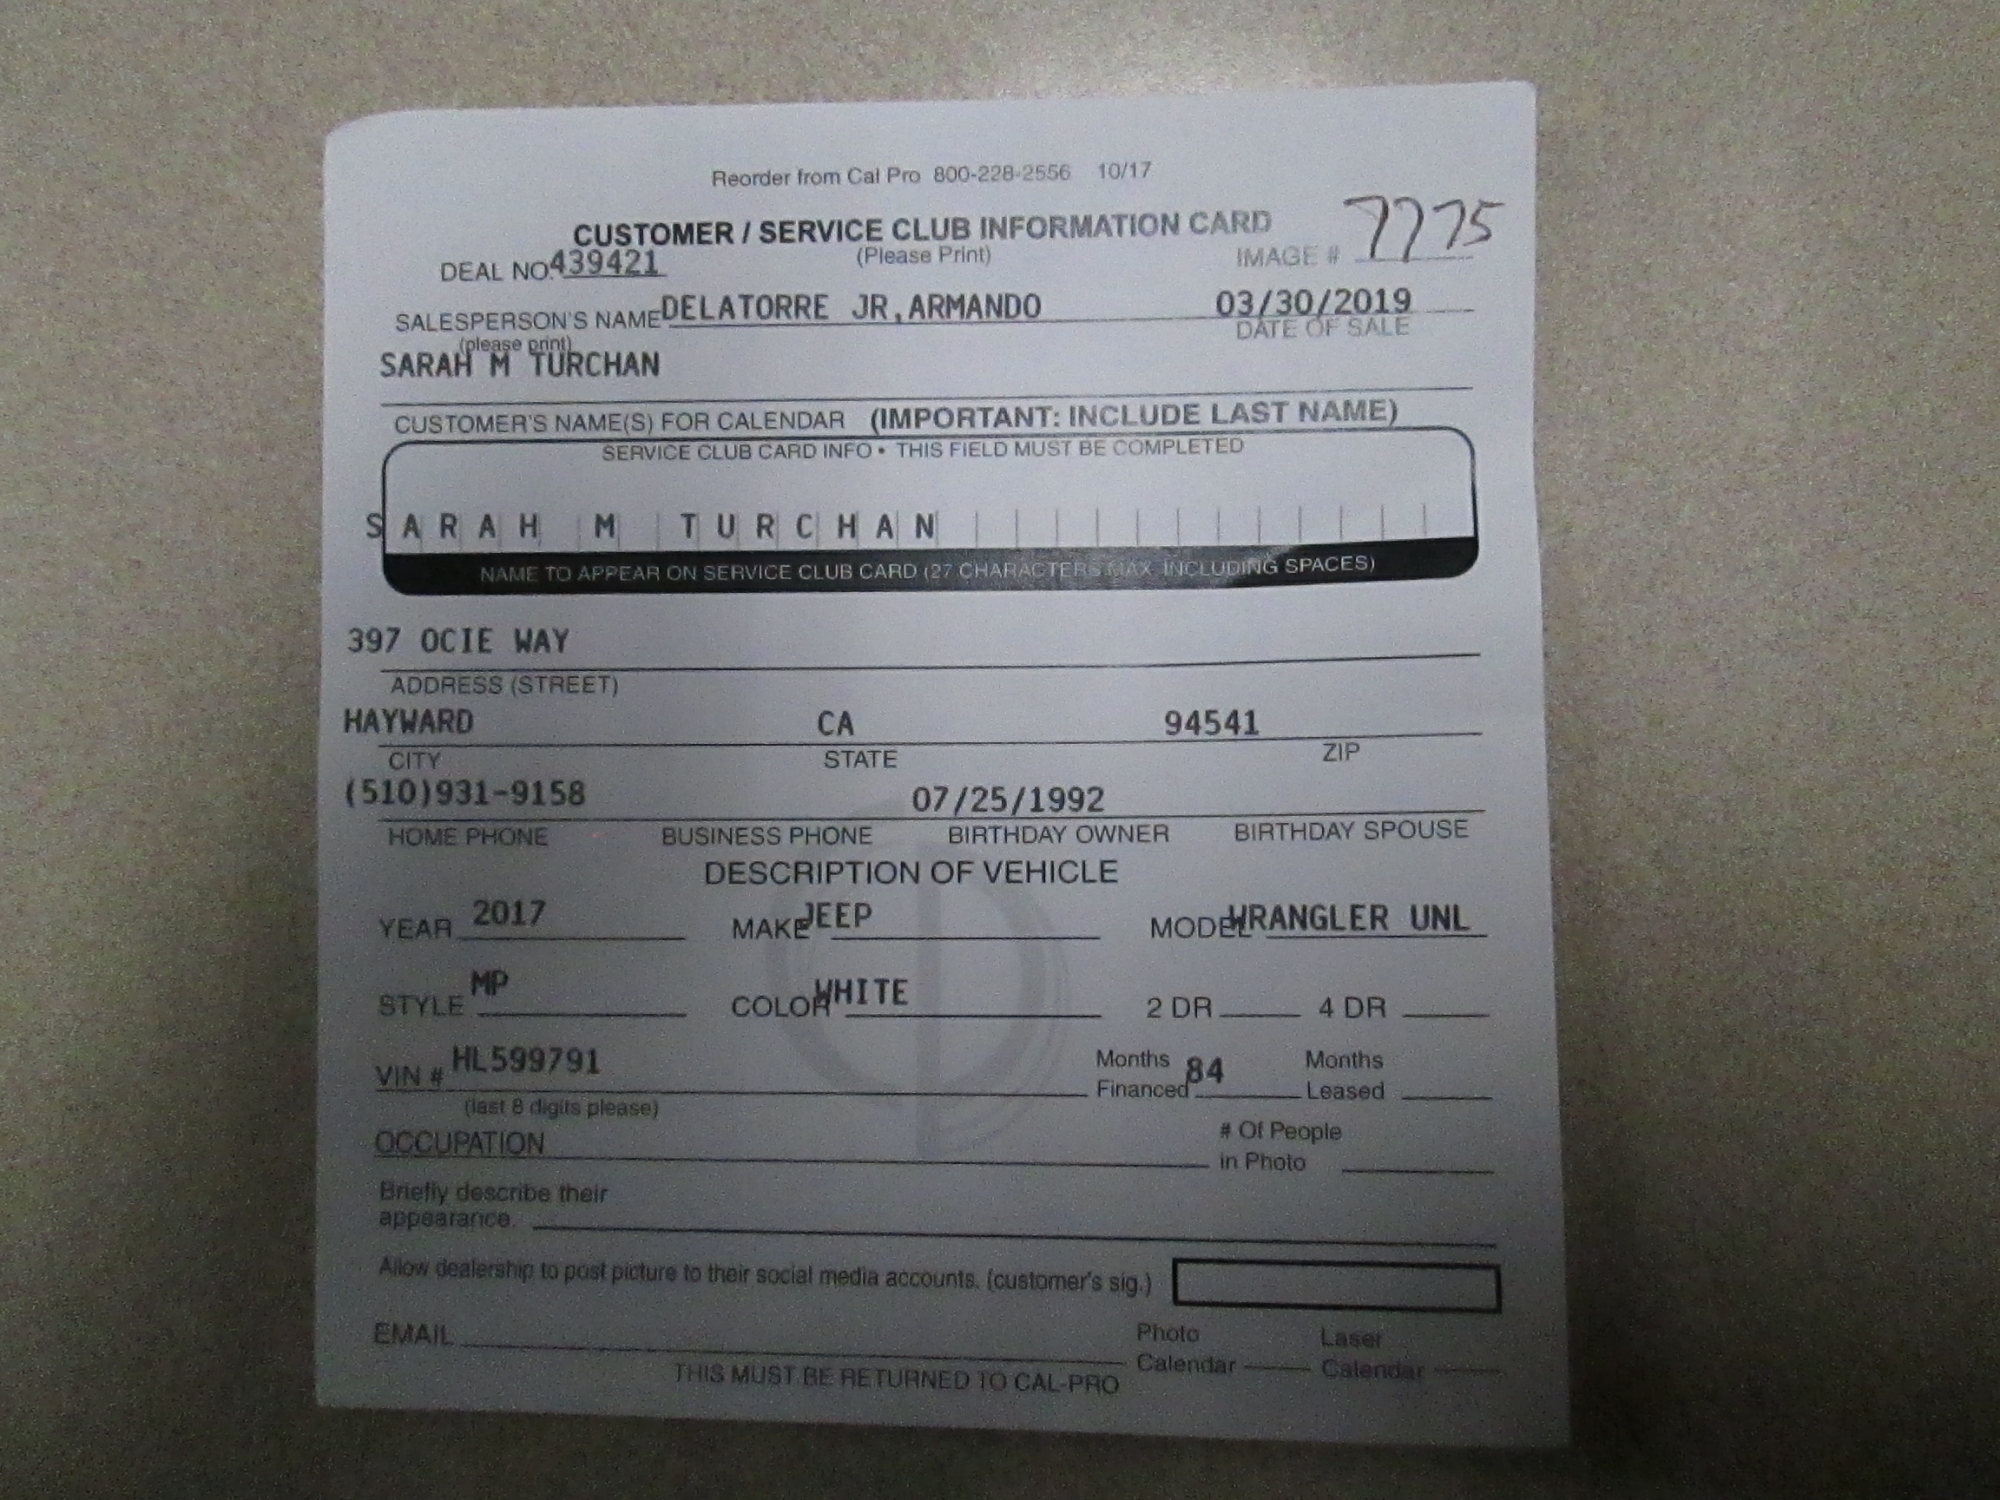 Reorder from Cal Pro 800-228-2556 10/17
CUSTOMER / SERVICE CLUB INFORMATION CARD
(Please Print)
IMAGE # 7775
DEAL NO. 439421
SALESPERSON'S NAME DELATORRE JR,ARMANDO 03/30/2019
(please print) DATE OF SALE
SARAH M TURCHAN
CUSTOMER'S NAME(S) FOR CALENDAR (IMPORTANT: INCLUDE LAST NAME)
SERVICE CLUB CARD INFO • THIS FIELD MUST BE COMPLETED
SARAH M TURCHAN
NAME TO APPEAR ON SERVICE CLUB CARD (27 CHARACTERS MAX. INCLUDING SPACES)
397 OCIE WAY
ADDRESS (STREET)
HAYWARD CA 94541
CITY STATE ZIP
(510)931-9158 07/25/1992
HOME PHONE BUSINESS PHONE BIRTHDAY OWNER BIRTHDAY SPOUSE
DESCRIPTION OF VEHICLE
YEAR 2017 MAKE JEEP MODEL WRANGLER UNL
STYLE MP COLOR WHITE 2 DR 4 DR
VIN # HL599791 Months Financed 84 Months Leased
(last 8 digits please)
OCCUPATION # Of People in Photo
Briefly describe their
appearance.
Allow dealership to post picture to their social media accounts. (customer's sig.)
EMAIL Photo Calendar Laser Calendar
THIS MUST BE RETURNED TO CAL-PRO